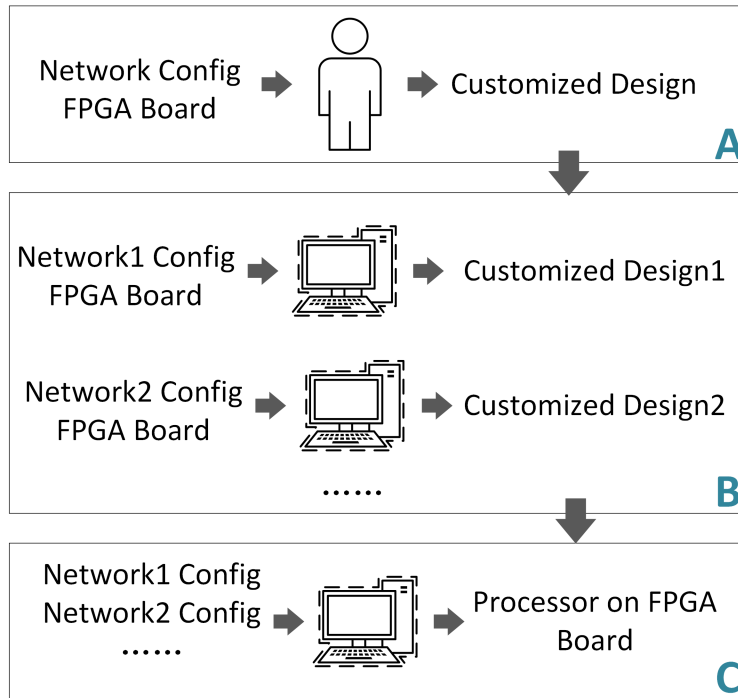 Network Config
FPGA Board
Customized Design
A
Network1 Config
FPGA Board
Customized Design1
Network2 Config
FPGA Board
Customized Design2
......
B
Network1 Config
Network2 Config
......
Processor on FPGA
Board
C